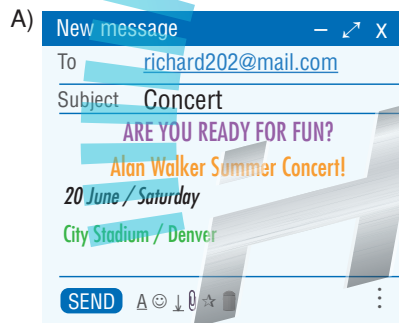 A)
New message – X
To richard202@mail.com
Subject Concert
ARE YOU READY FOR FUN?
Alan Walker Summer Concert!
20 June / Saturday
City Stadium / Denver
SEND A